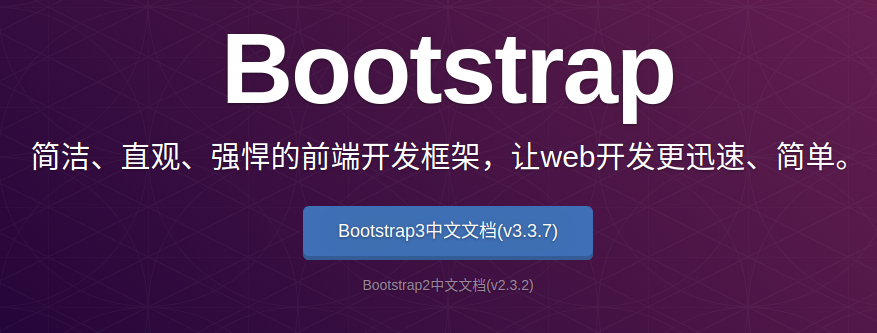 Bootstrap
简洁、直观、强悍的前端开发框架，让web开发更迅速、简单。
Bootstrap3中文文档(v3.3.7)
Bootstrap2中文文档(v2.3.2)